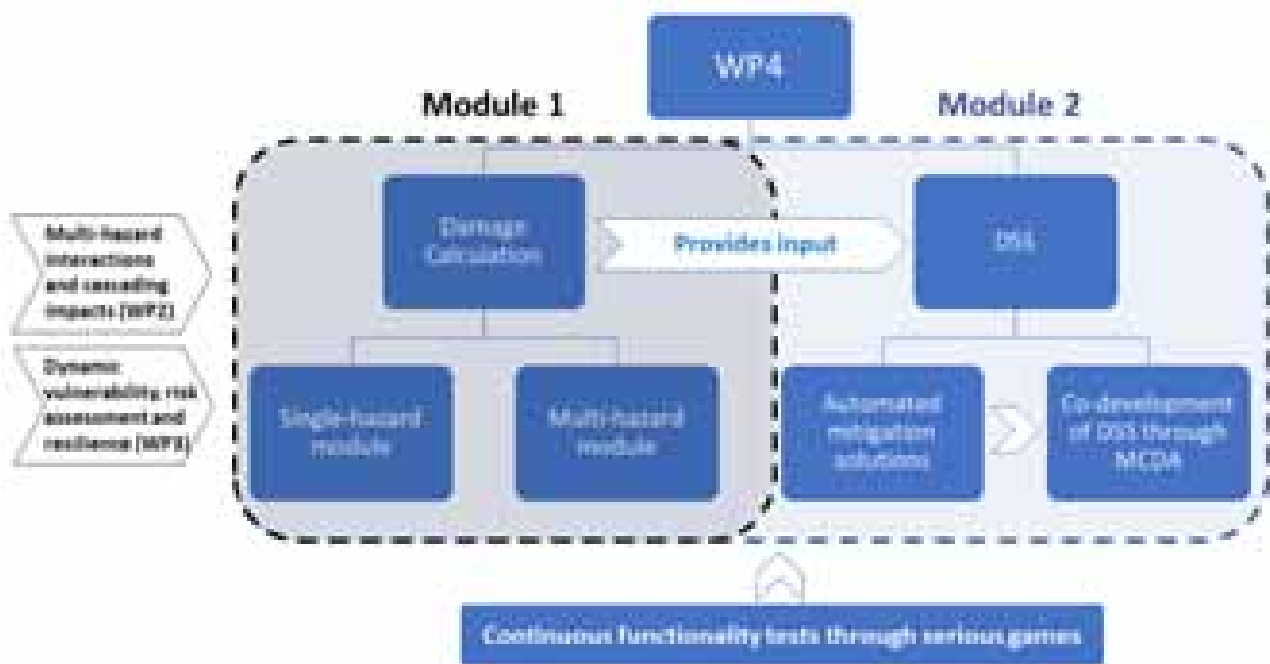 WP4
Module 1
Module 2
Multi-hazard
interactions
and cascading
impacts (WP2)
Dynamic
vulnerability, risk
assessment and
resilience (WP3)
Damage
Calculation
Provides input
DSS
Single-hazard
module
Multi-hazard
module
Automated
mitigation
solutions
Co-development
of DSS through
MCDA
Continuous functionality tests through serious games